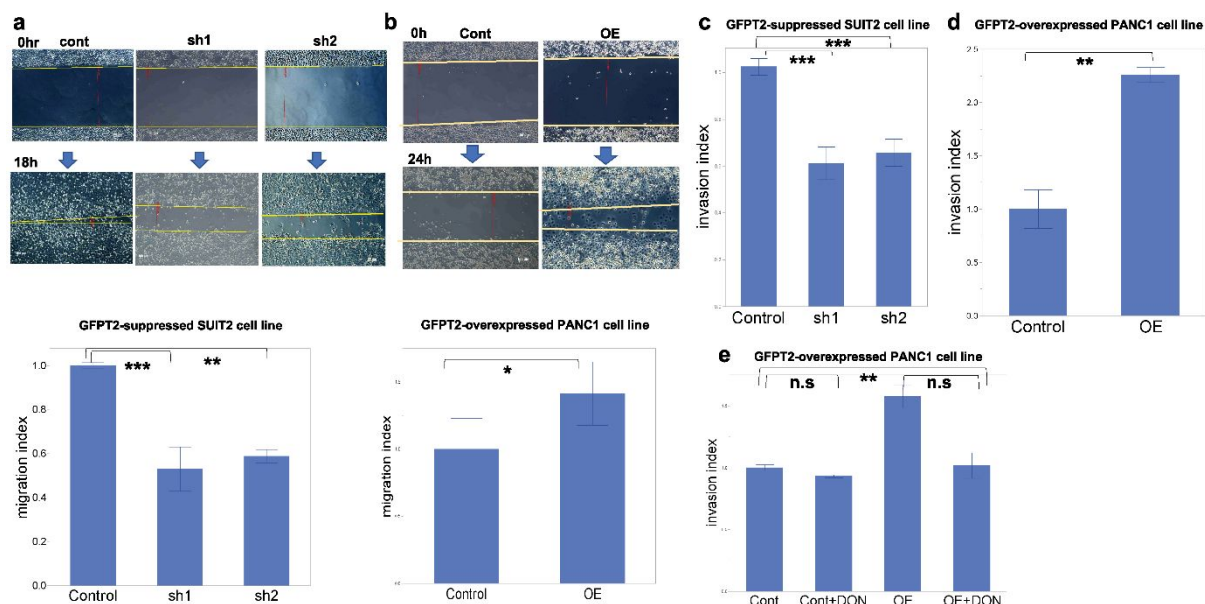 a
0hr cont sh1 sh2
18h
GFPT2-suppressed SUIT2 cell line
***
**
migration index
1.0
0.8
0.6
0.4
0.2
0.0
Control sh1 sh2
b
0h Cont OE
24h
GFPT2-overexpressed PANC1 cell line
*
migration index
Control OE
c
GFPT2-suppressed SUIT2 cell line
***
***
invasion index
Control sh1 sh2
d
GFPT2-overexpressed PANC1 cell line
**
invasion index
2.5
2.0
1.5
1.0
Control OE
e
GFPT2-overexpressed PANC1 cell line
n.s ** n.s
invasion index
Cont Cont+DON OE OE+DON